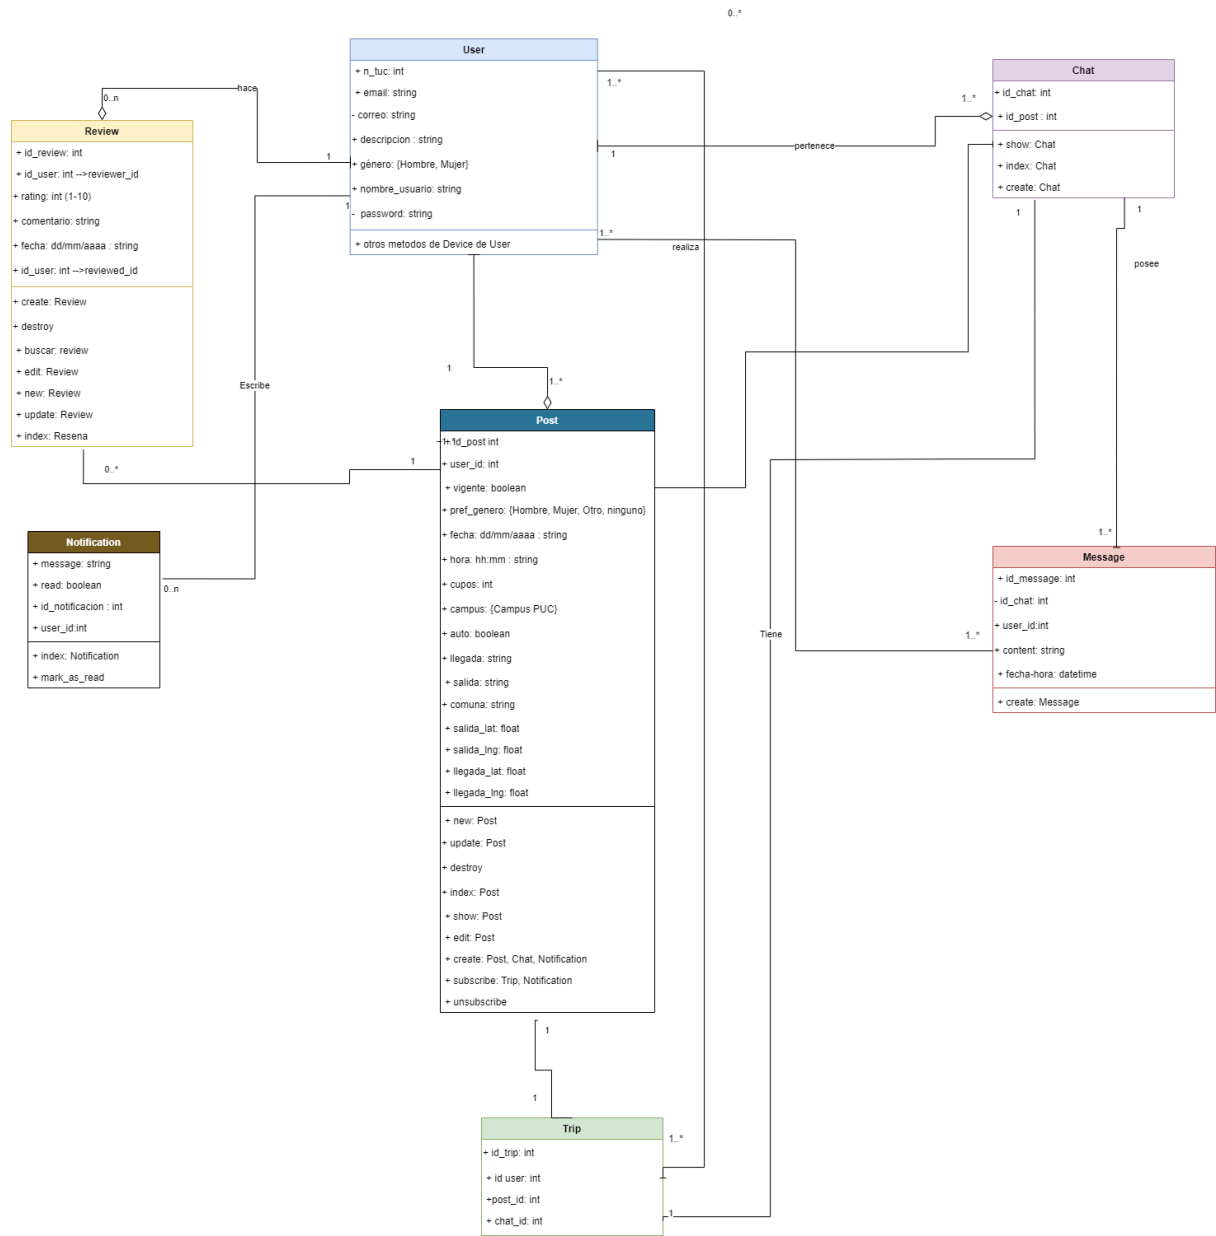 0..*
User
+ n_tuc: int
+ email: string
- correo: string
+ descripcion : string
+ género: {Hombre, Mujer}
+ nombre_usuario: string
- password: string
+ otros metodos de Device de User
1..*
1
1..*
1
1
hace
0..n
Review
+ id_review: int
+ id_user: int -->reviewer_id
+ rating: int (1-10)
+ comentario: string
+ fecha: dd/mm/aaaa : string
+ id_user: int -->reviewed_id
+ create: Review
+ destroy
+ buscar: review
+ edit: Review
+ new: Review
+ update: Review
+ index: Resena
0..*
1
Chat
+ id_chat: int
+ id_post : int
+ show: Chat
+ index: Chat
+ create: Chat
1..*
pertenece
1
1
realiza
posee
Escribe
1
1..*
Post
+ id_post int
+ user_id: int
+ vigente: boolean
+ pref_genero: {Hombre, Mujer, Otro, ninguno}
+ fecha: dd/mm/aaaa : string
+ hora: hh:mm : string
+ cupos: int
+ campus: {Campus PUC}
+ auto: boolean
+ llegada: string
+ salida: string
+ comuna: string
+ salida_lat: float
+ salida_lng: float
+ llegada_lat: float
+ llegada_lng: float
+ new: Post
+ update: Post
+ destroy
+ index: Post
+ show: Post
+ edit: Post
+ create: Post, Chat, Notification
+ subscribe: Trip, Notification
+ unsubscribe
Notification
+ message: string
+ read: boolean
+ id_notificacion : int
+ user_id:int
+ index: Notification
+ mark_as_read
0..n
1..*
Message
+ id_message: int
- id_chat: int
+ user_id:int
+ content: string
+ fecha-hora: datetime
+ create: Message
1..*
Tiene
1
1
Trip
+ id_trip: int
+ id user: int
+post_id: int
+ chat_id: int
1..*
1